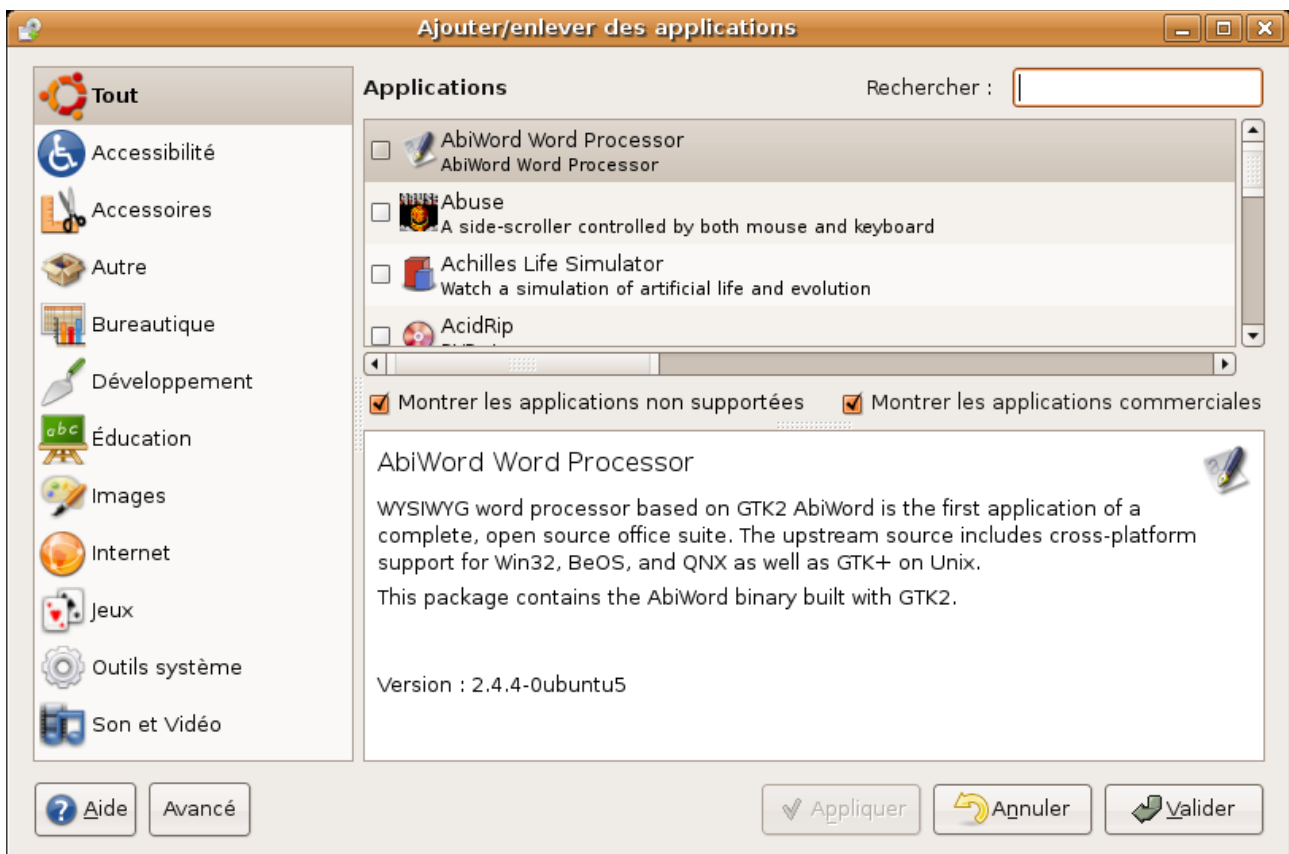 Ajouter/enlever des applications
Tout
Accessibilité
Accessoires
Autre
Bureautique
Développement
abc
Éducation
Images
Internet
Jeux
Outils système
Son et Vidéo
Applications
Rechercher :
AbiWord Word Processor
AbiWord Word Processor
Abuse
A side-scroller controlled by both mouse and keyboard
Achilles Life Simulator
Watch a simulation of artificial life and evolution
AcidRip
Montrer les applications non supportées
Montrer les applications commerciales
AbiWord Word Processor
WYSIWYG word processor based on GTK2 AbiWord is the first application of a
complete, open source office suite. The upstream source includes cross-platform
support for Win32, BeOS, and QNX as well as GTK+ on Unix.
This package contains the AbiWord binary built with GTK2.
Version : 2.4.4-0ubuntu5
Aide
Avancé
Appliquer
Annuler
Valider